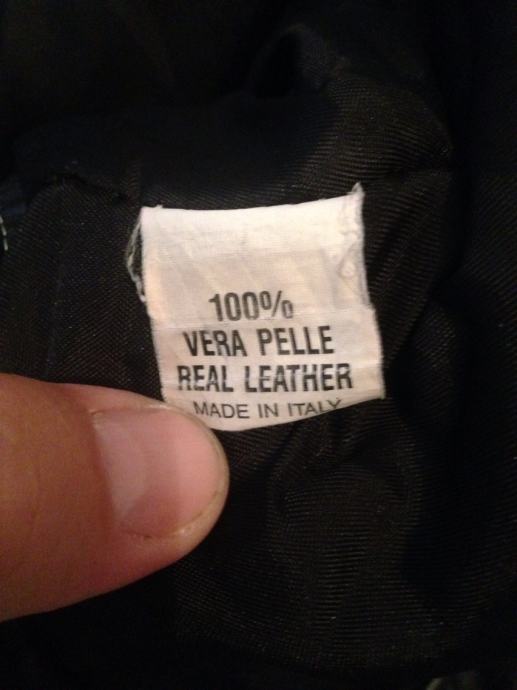 100%
VERA PELLE
REAL LEATHER
MADE IN ITALY